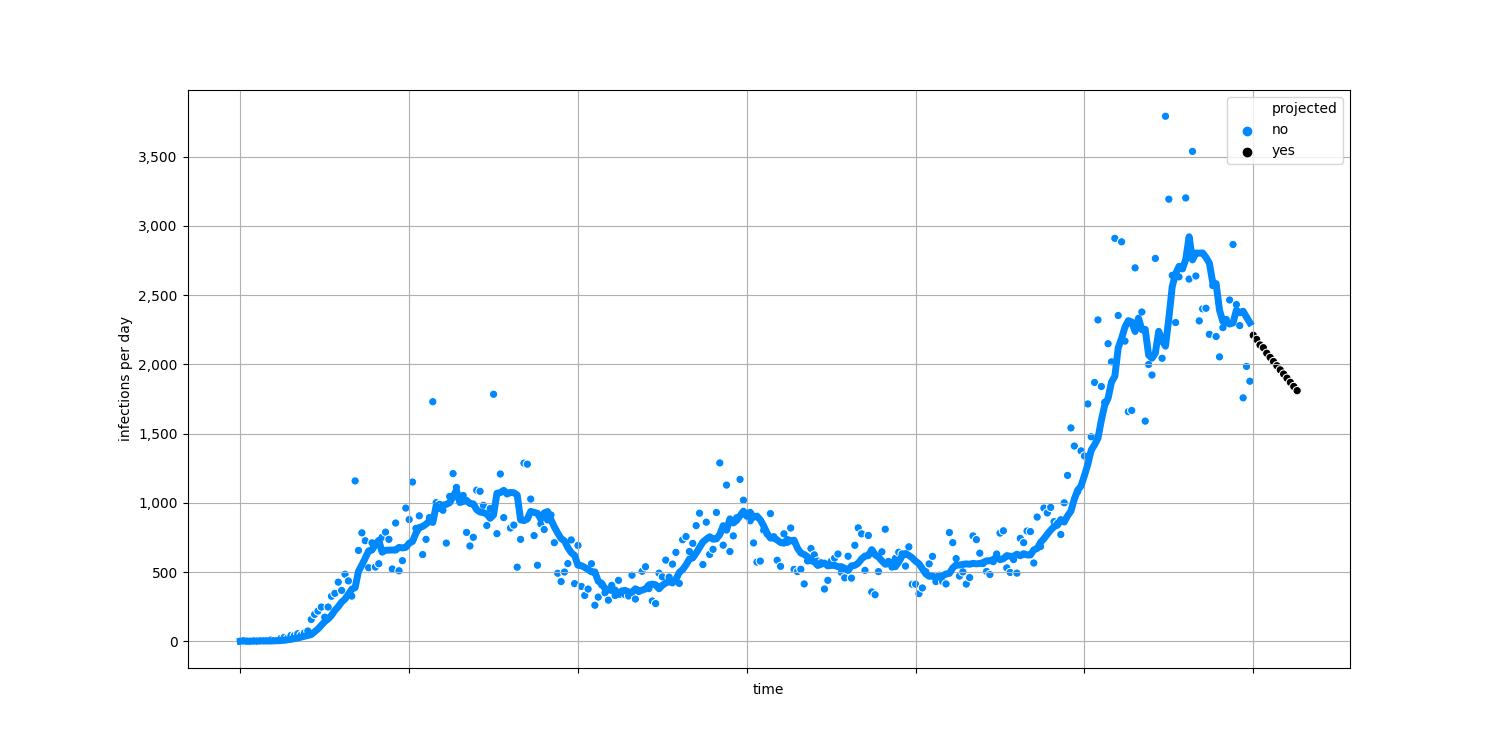 projected
no
yes
3,500
3,000
2,500
2,000
1,500
1,000
500
0
infections per day
time